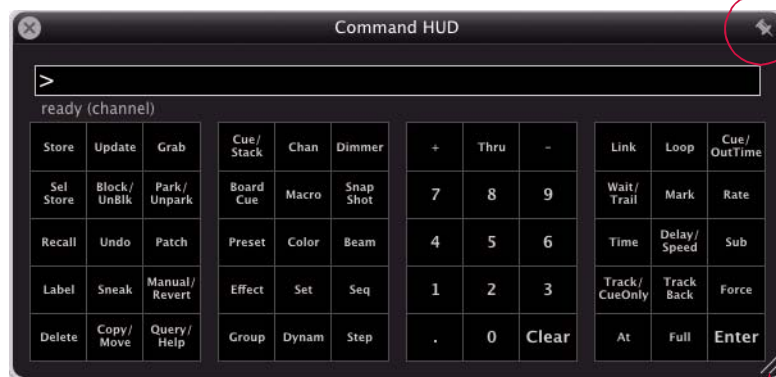 Command HUD
>
ready (channel)
Store Update Grab Cue/ Stack Chan Dimmer + Thru - Link Loop Cue/ OutTime
Sel Store Block/ UnBlk Park/ Unpark Board Cue Macro Snap Shot 7 8 9 Wait/ Trail Mark Rate
Recall Undo Patch Preset Color Beam 4 5 6 Time Delay/ Speed Sub
Label Sneak Manual/ Revert Effect Set Seq 1 2 3 Track/ CueOnly Track Back Force
Delete Copy/ Move Query/ Help Group Dynam Step . 0 Clear At Full Enter